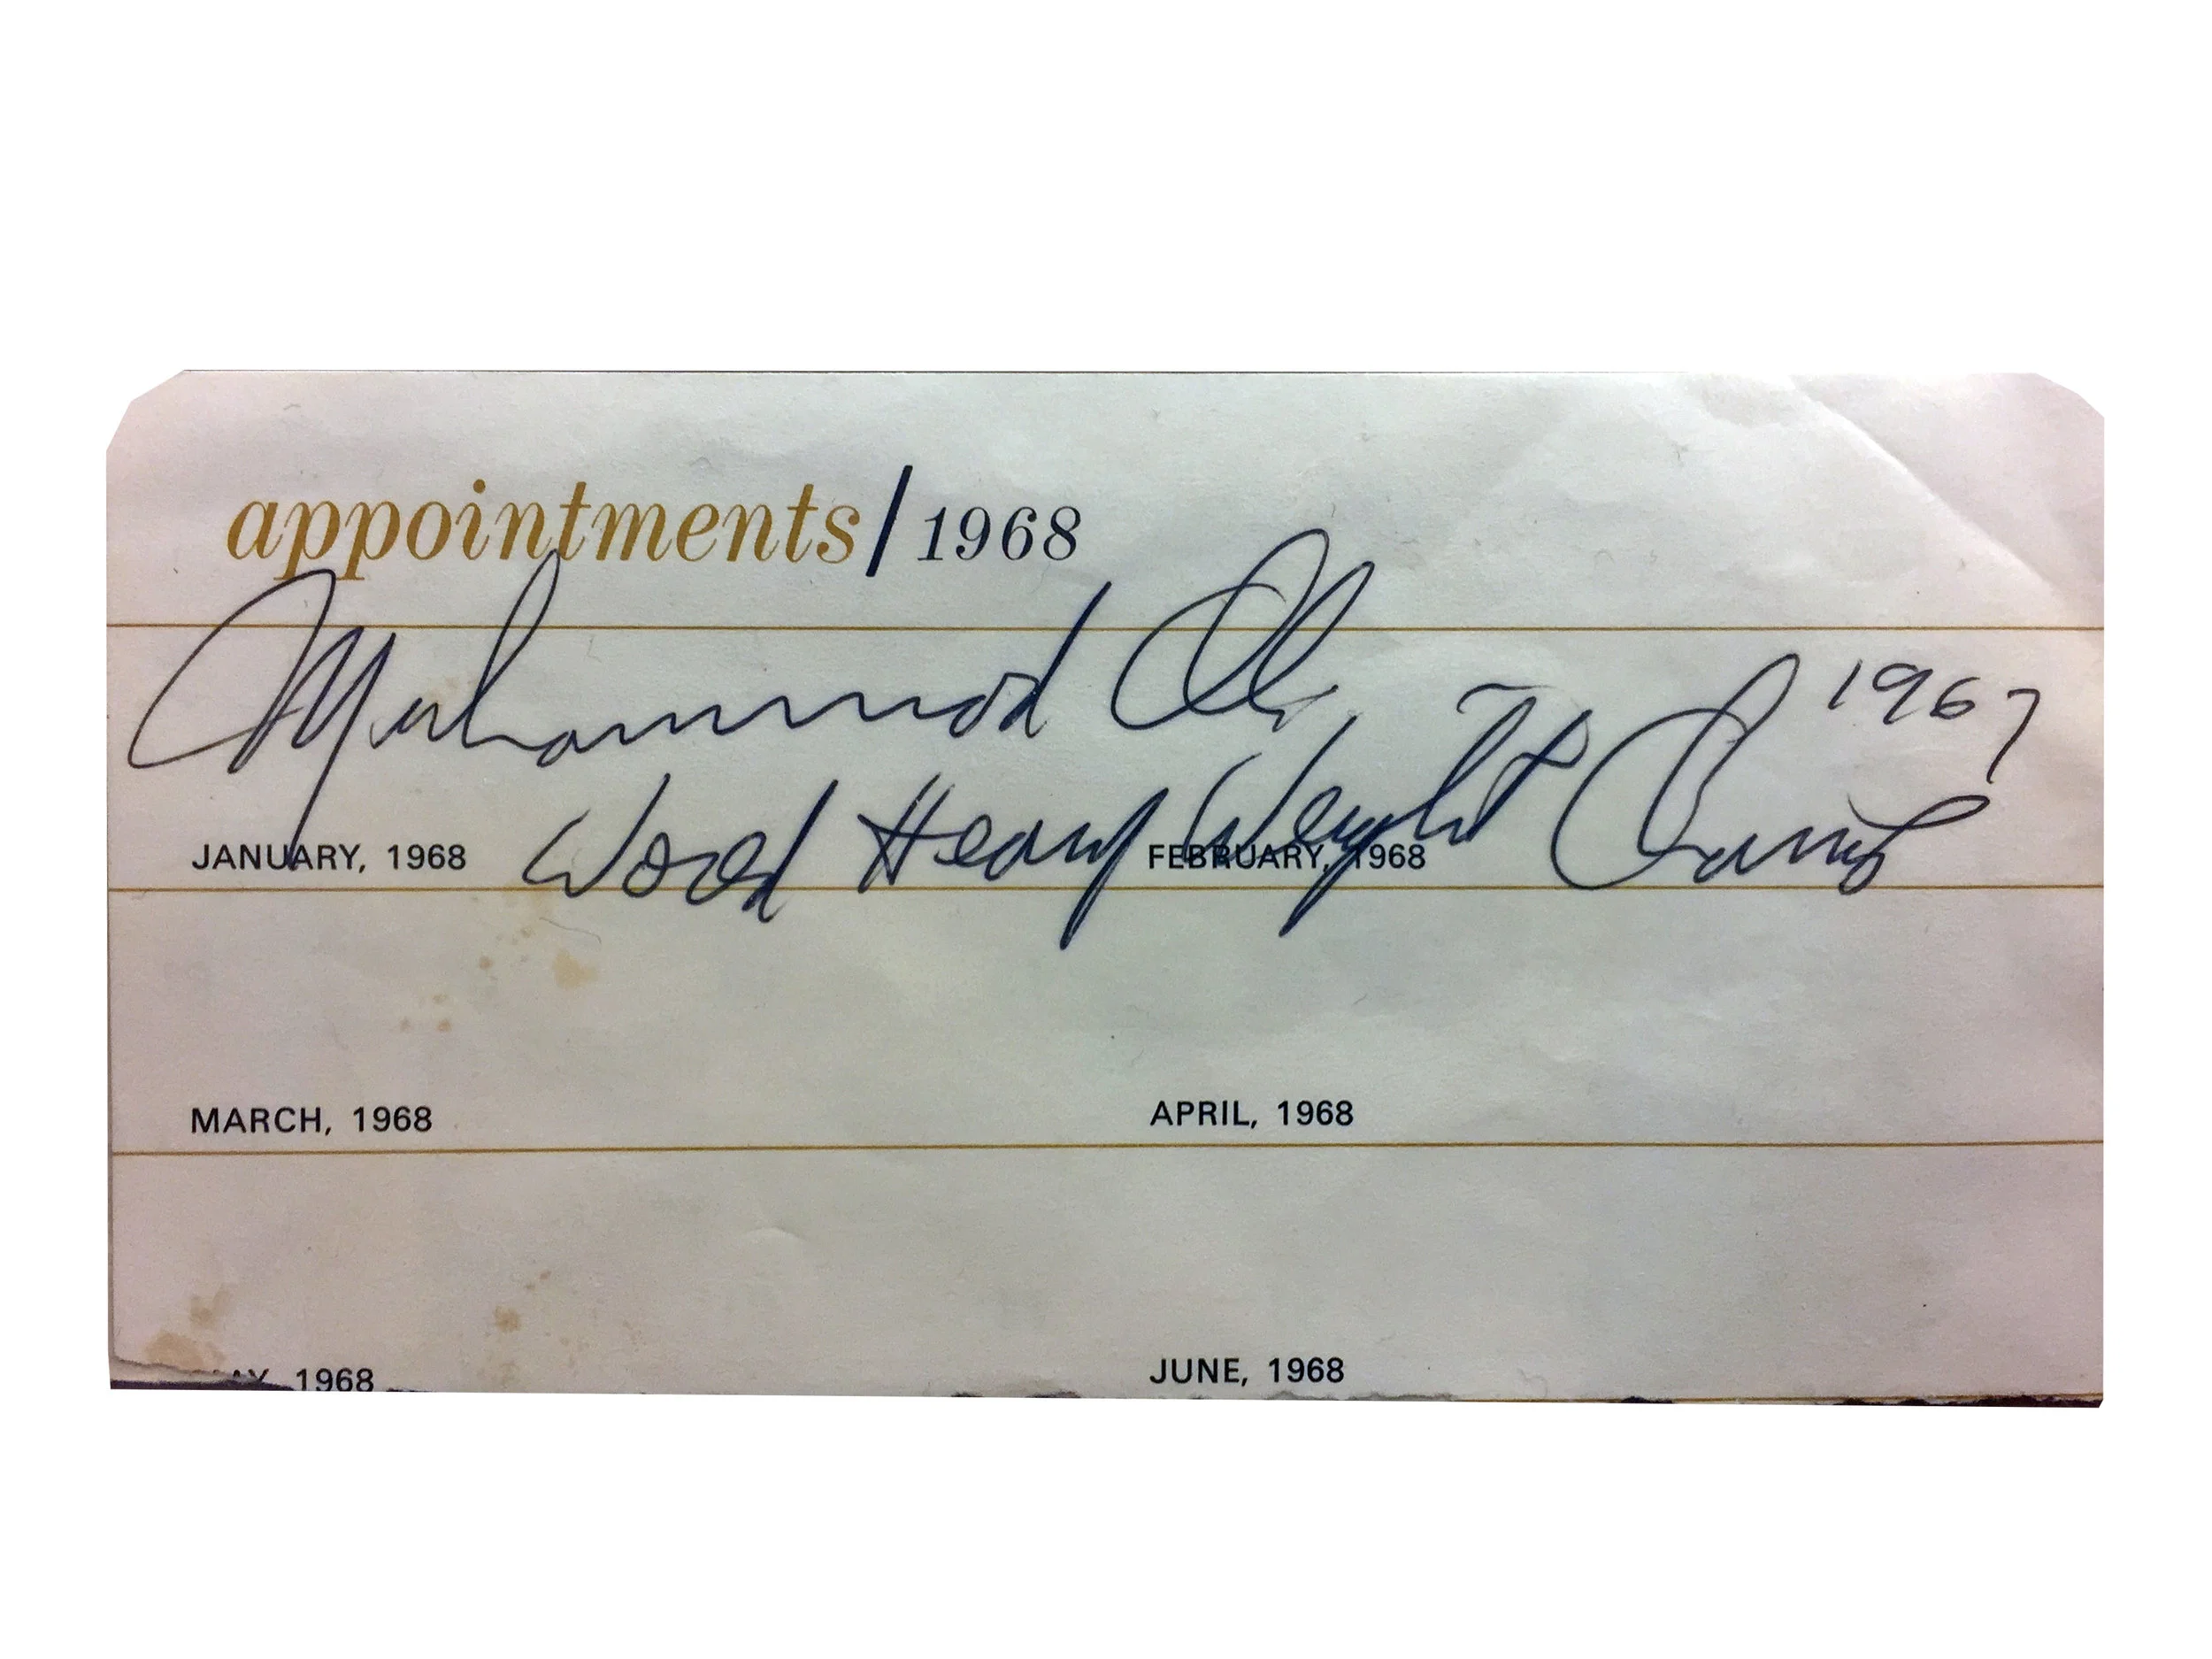 appointments/1968
Muhammad Ali
1967
World Heavy Weight Champ
JANUARY, 1968 FEBRUARY, 1968
MARCH, 1968 APRIL, 1968
AY, 1968 JUNE, 1968